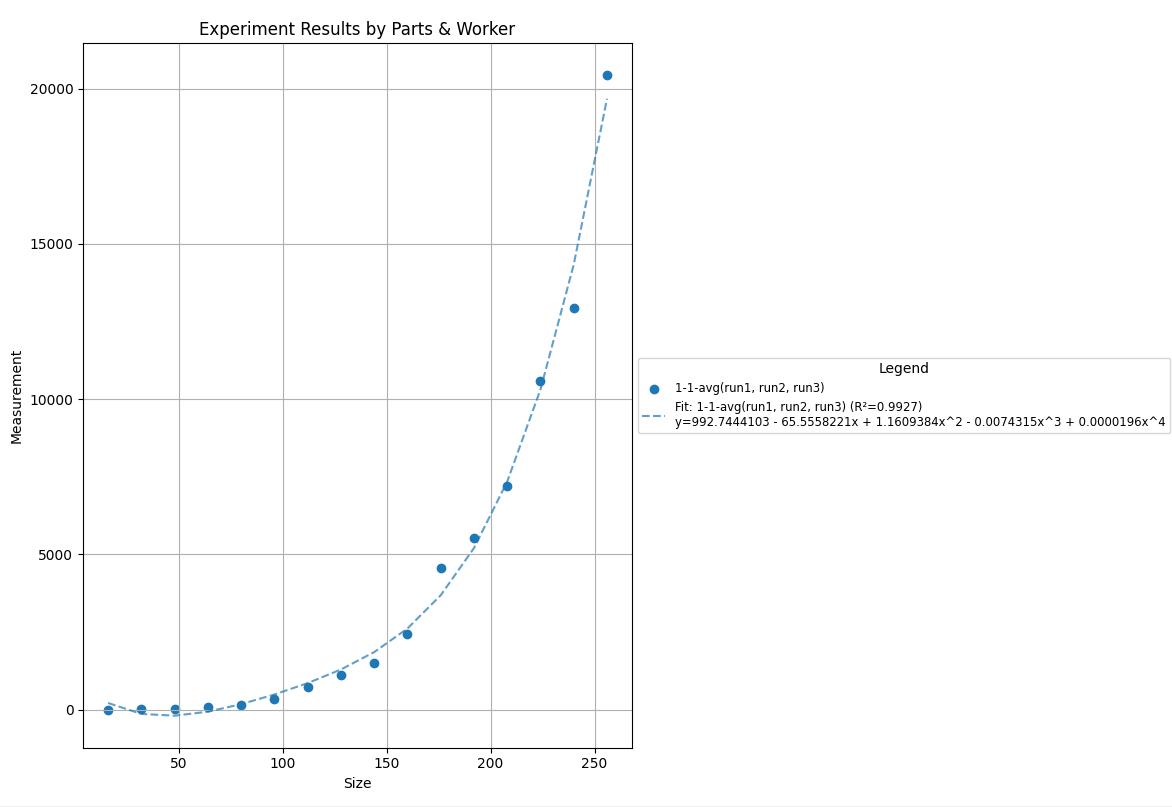 Experiment Results by Parts & Worker
20000
15000
10000
5000
0
Measurement
50
100
150
200
250
Size
Legend
1-1-avg(run1, run2, run3)
Fit: 1-1-avg(run1, run2, run3) (R²=0.9927)
y=992.7444103 - 65.5558221x + 1.1609384x^2 - 0.0074315x^3 + 0.0000196x^4